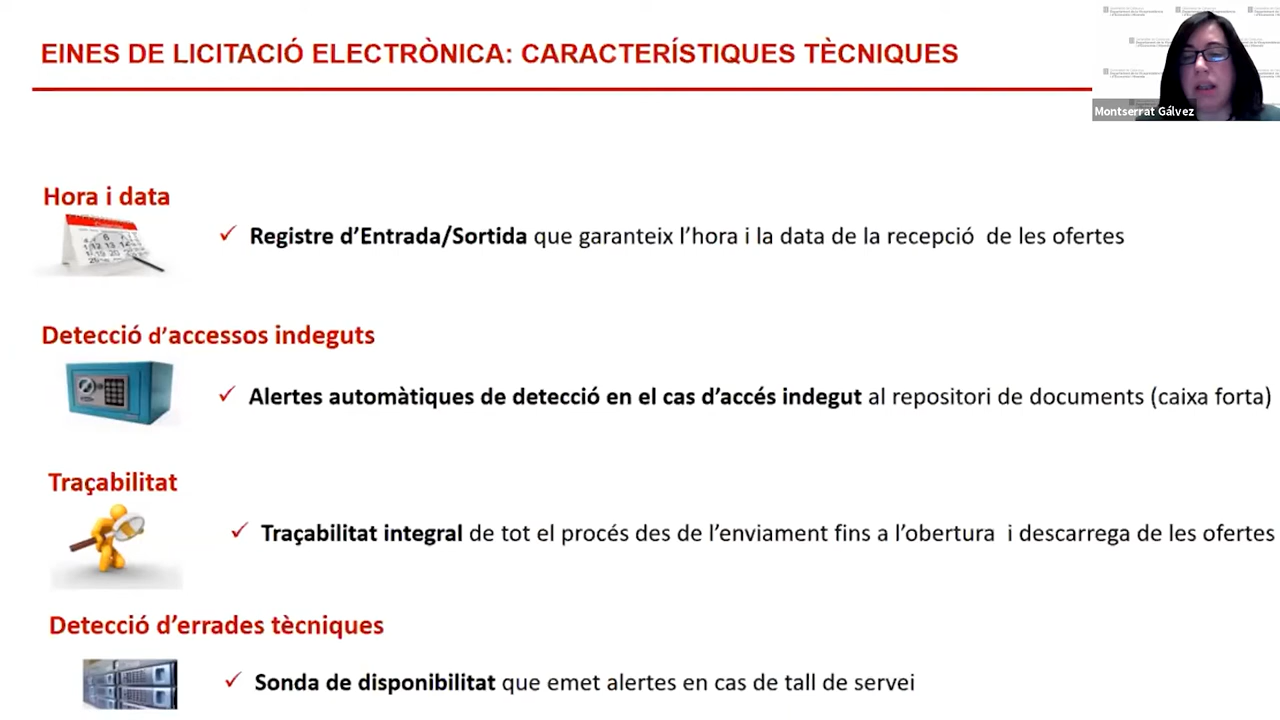 EINES DE LICITACIÓ ELECTRÒNICA: CARACTERÍSTIQUES TÈCNIQUES
Montserrat Gálvez
Hora i data
Registre d'Entrada/Sortida que garanteix l'hora i la data de la recepció de les ofertes
Detecció d'accessos indeguts
Alertes automàtiques de detecció en el cas d'accés indegut al repositori de documents (caixa forta)
Traçabilitat
Traçabilitat integral de tot el procés des de l'enviament fins a l'obertura i descarrega de les ofertes
Detecció d'errades tècniques
Sonda de disponibilitat que emet alertes en cas de tall de servei